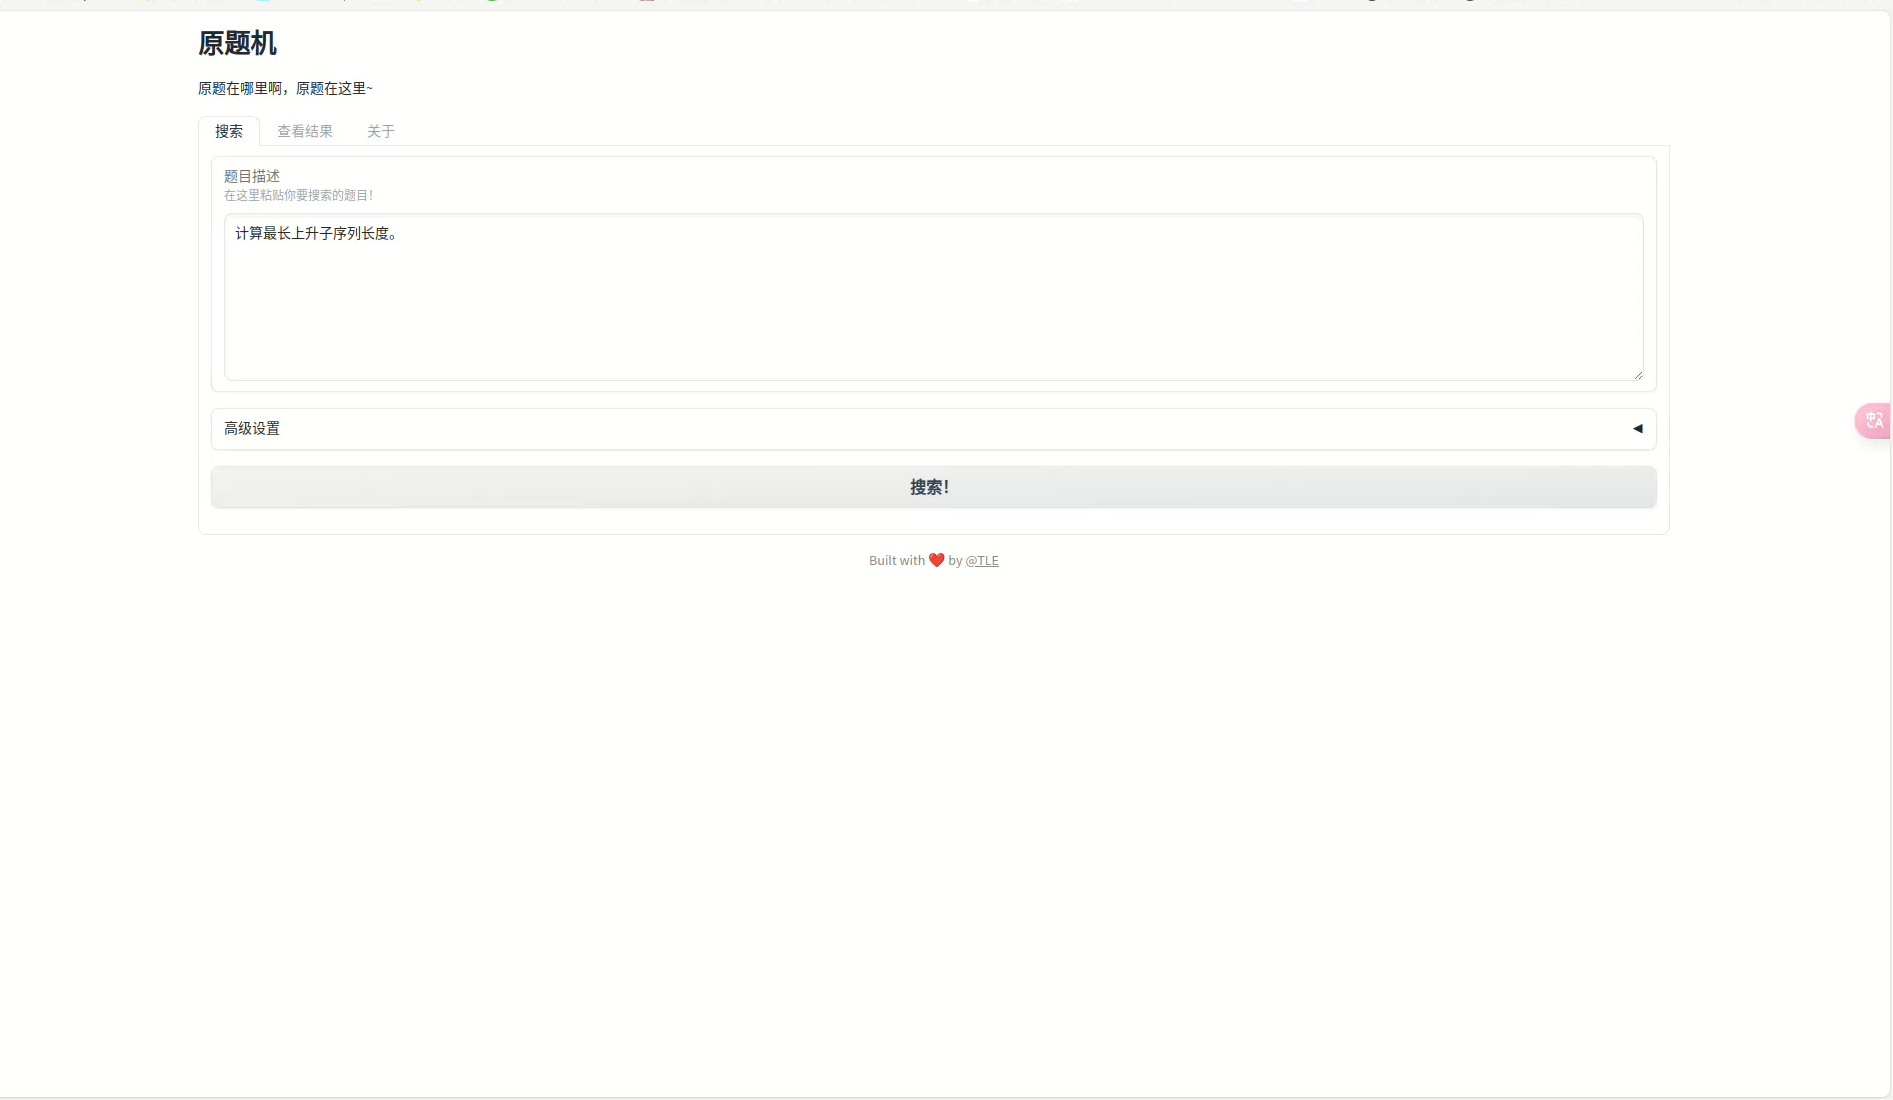 原题机
原题在哪里啊，原题在这里~
搜索 查看结果 关于
题目描述
在这里粘贴你要搜索的题目！
计算最长上升子序列长度。
高级设置
搜索！
Built with ❤️ by @TLE